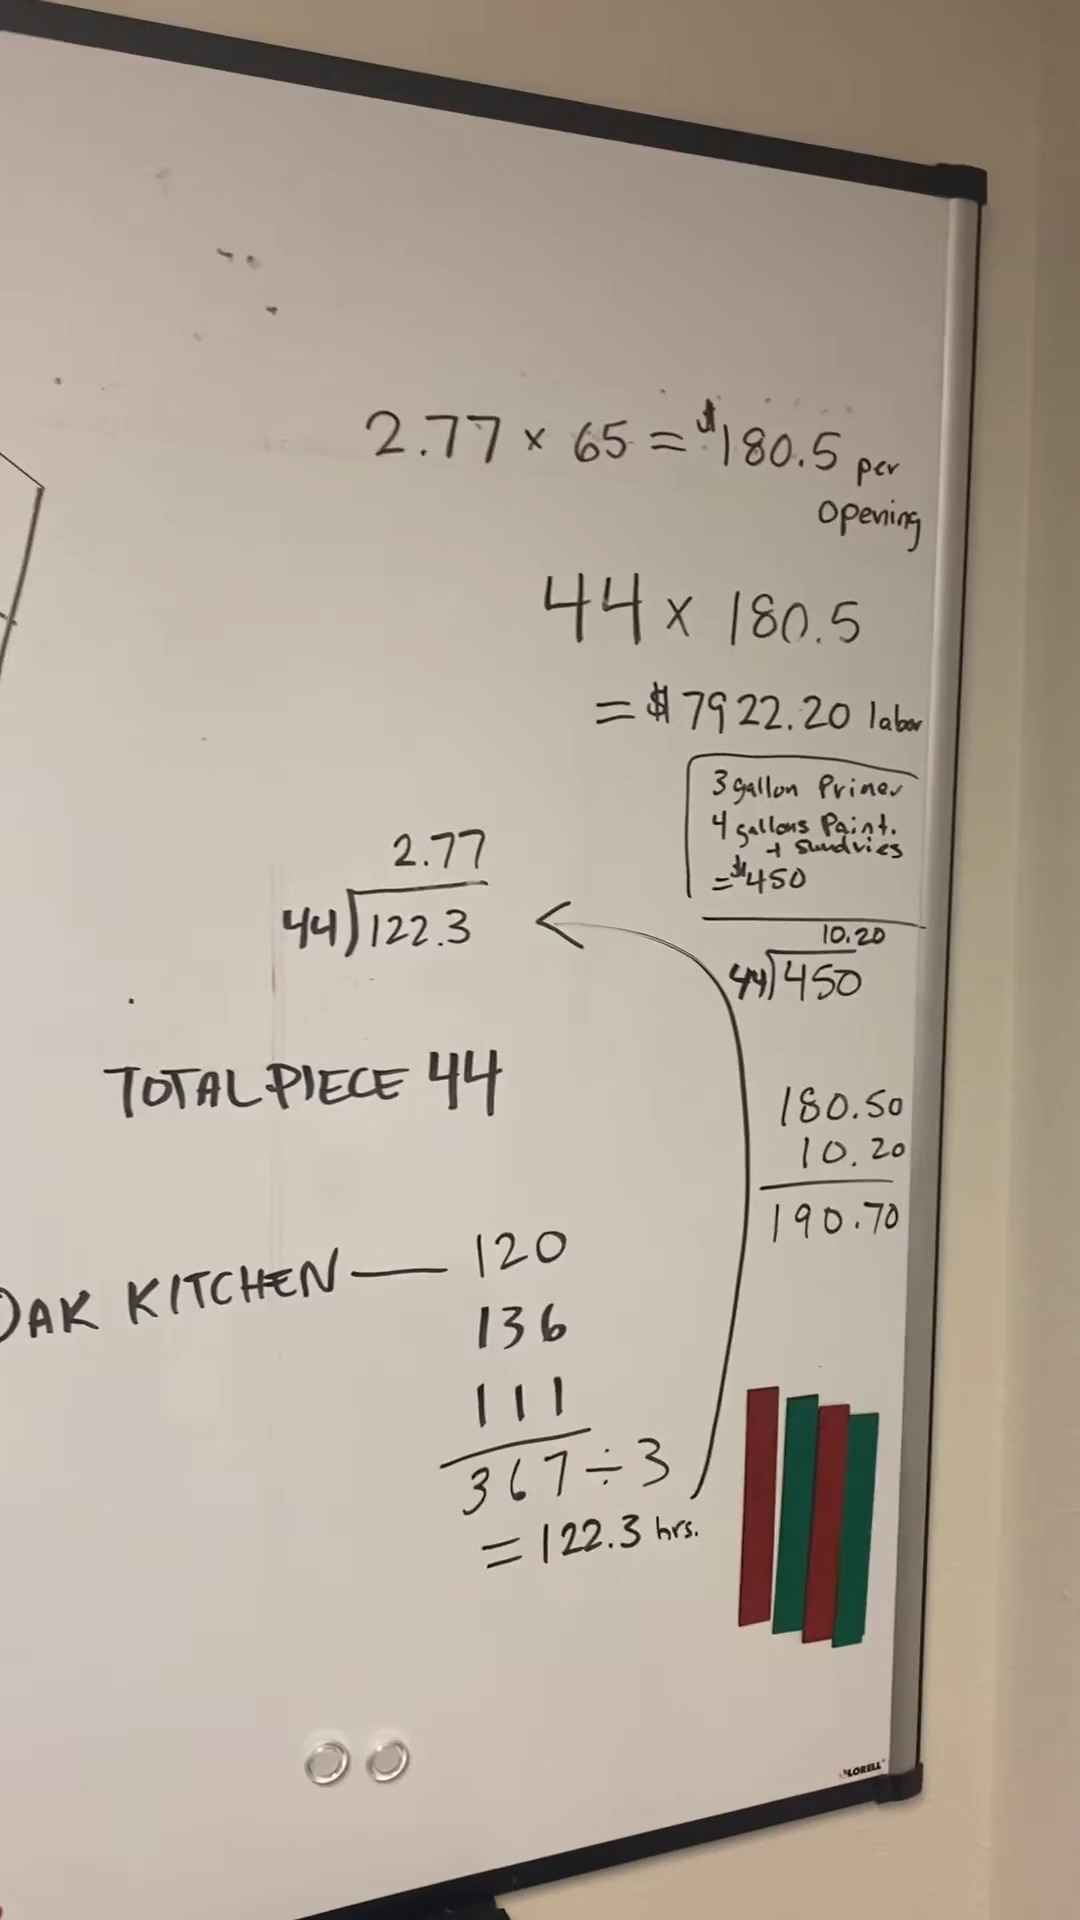 2.77 × 65 = $180.5 per
opening
44 × 180.5
= $7922.20 labor
3 gallon Primer
4 gallons Paint.
+ Sundries
= $450
10.20
44)450
180.50
10.20
190.70
2.77
44)122.3
TOTAL PIECE 44
OAK KITCHEN — 120
136
111
367 ÷ 3
= 122.3 hrs.
LORELL